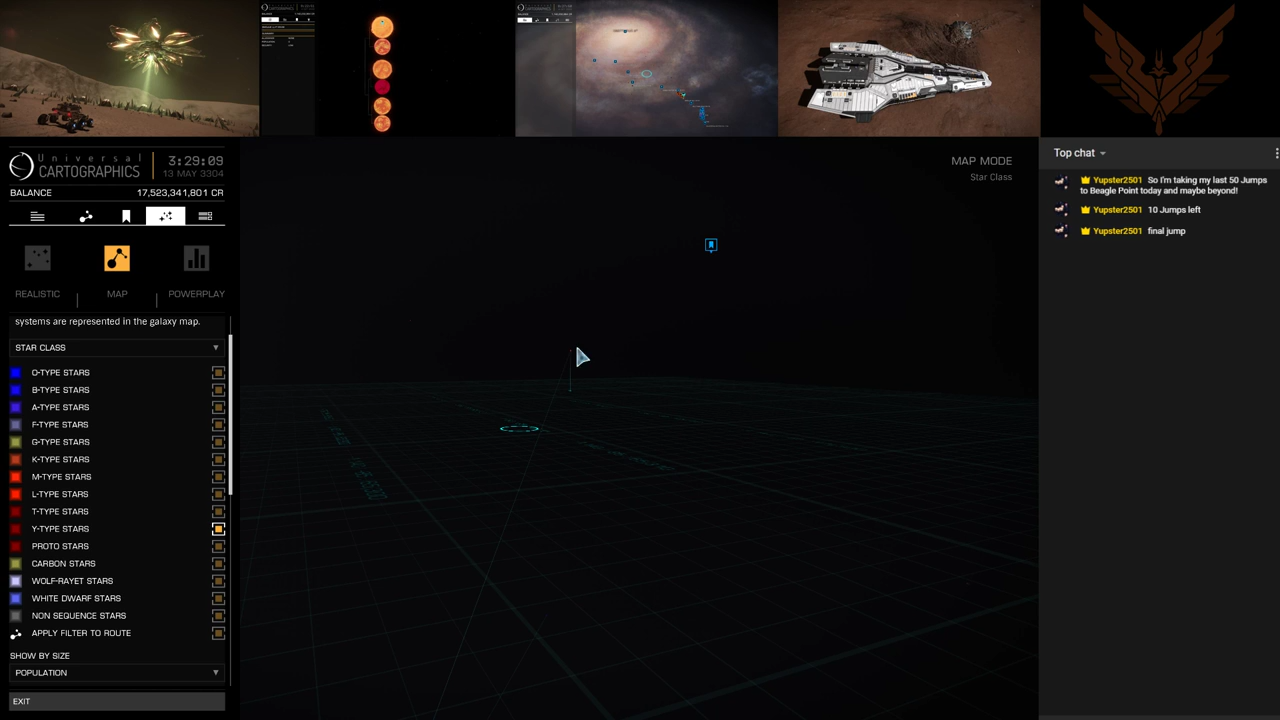 Universal
CARTOGRAPHICS
3:29:09
13 MAY 3304
BALANCE 17,523,341,801 CR
REALISTIC
MAP
POWERPLAY
systems are represented in the galaxy map.
STAR CLASS
O-TYPE STARS
B-TYPE STARS
A-TYPE STARS
F-TYPE STARS
G-TYPE STARS
K-TYPE STARS
M-TYPE STARS
L-TYPE STARS
T-TYPE STARS
Y-TYPE STARS
PROTO STARS
CARBON STARS
WOLF-RAYET STARS
WHITE DWARF STARS
NON SEQUENCE STARS
APPLY FILTER TO ROUTE
SHOW BY SIZE
POPULATION
EXIT
MAP MODE
Star Class
Top chat
Yupster2501 So I'm taking my last 50 Jumps
to Beagle Point today and maybe beyond!
Yupster2501 10 Jumps left
Yupster2501 final jump